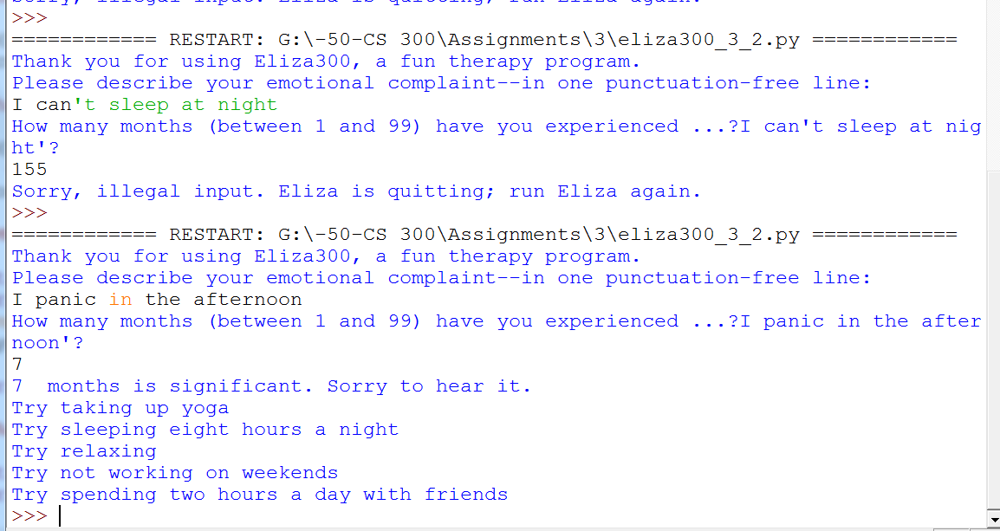 Sorry, illegal input. Eliza is quitting; run Eliza again.
>>>
============ RESTART: G:\-50-CS 300\Assignments\3\eliza300_3_2.py ============
Thank you for using Eliza300, a fun therapy program.
Please describe your emotional complaint--in one punctuation-free line:
I can't sleep at night
How many months (between 1 and 99) have you experienced ...?I can't sleep at nig
ht'?
155
Sorry, illegal input. Eliza is quitting; run Eliza again.
>>>
============ RESTART: G:\-50-CS 300\Assignments\3\eliza300_3_2.py ============
Thank you for using Eliza300, a fun therapy program.
Please describe your emotional complaint--in one punctuation-free line:
I panic in the afternoon
How many months (between 1 and 99) have you experienced ...?I panic in the after
noon'?
7
7  months is significant. Sorry to hear it.
Try taking up yoga
Try sleeping eight hours a night
Try relaxing
Try not working on weekends
Try spending two hours a day with friends
>>>